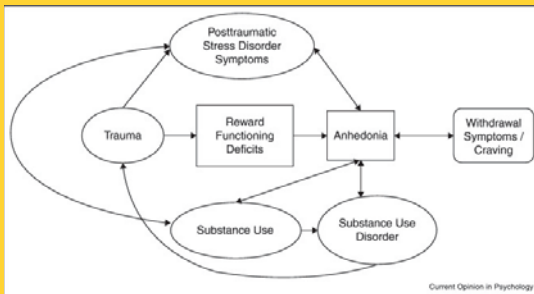 Posttraumatic
Stress Disorder
Symptoms
Trauma
Reward
Functioning
Deficits
Anhedonia
Withdrawal
Symptoms /
Craving
Substance Use
Substance Use
Disorder
Current Opinion in Psychology